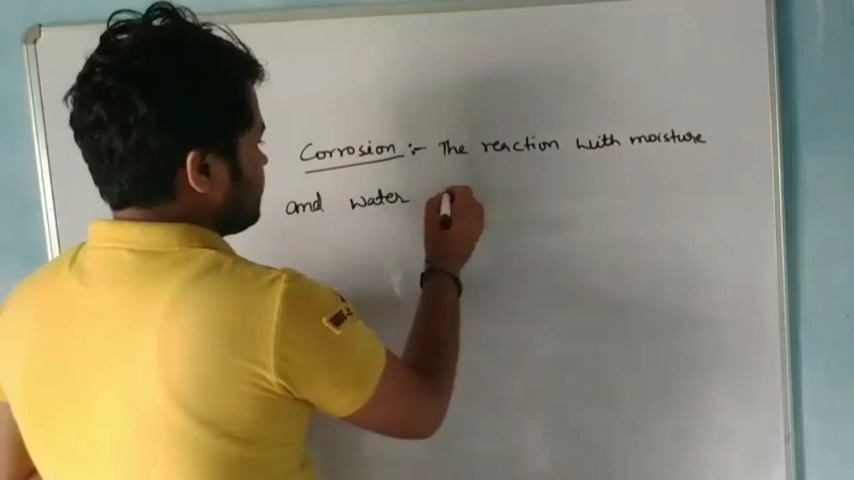 Corrosion :- The reaction with moisture
and water